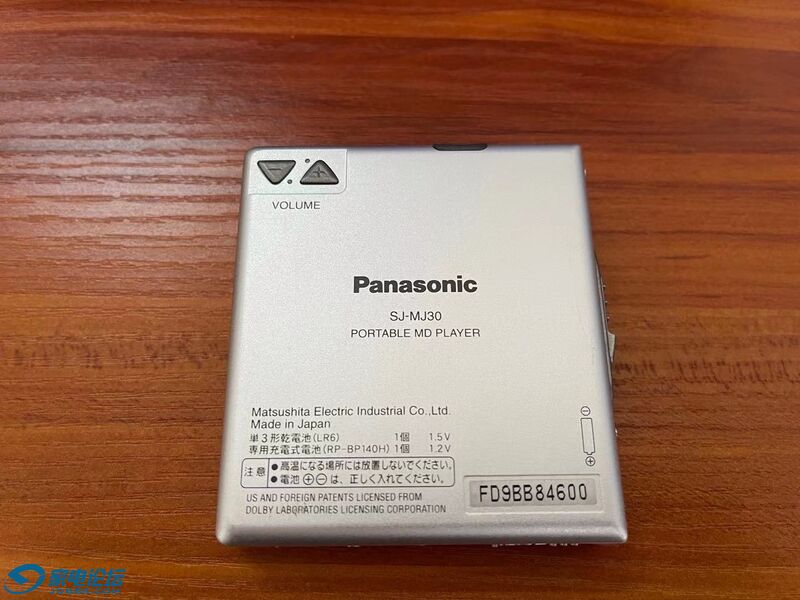 − +
VOLUME
Panasonic
SJ-MJ30
PORTABLE MD PLAYER
Matsushita Electric Industrial Co.,Ltd.
Made in Japan
単3形乾電池(LR6) 1個 1.5V
専用充電式電池(RP-BP140H) 1個 1.2V
注意 ●高温になる場所には放置しないでください。
●電池⊕⊖は、正しく入れてください。
US AND FOREIGN PATENTS LICENSED FROM
DOLBY LABORATORIES LICENSING CORPORATION
⊖
⊕
FD9BB84600
家电论坛